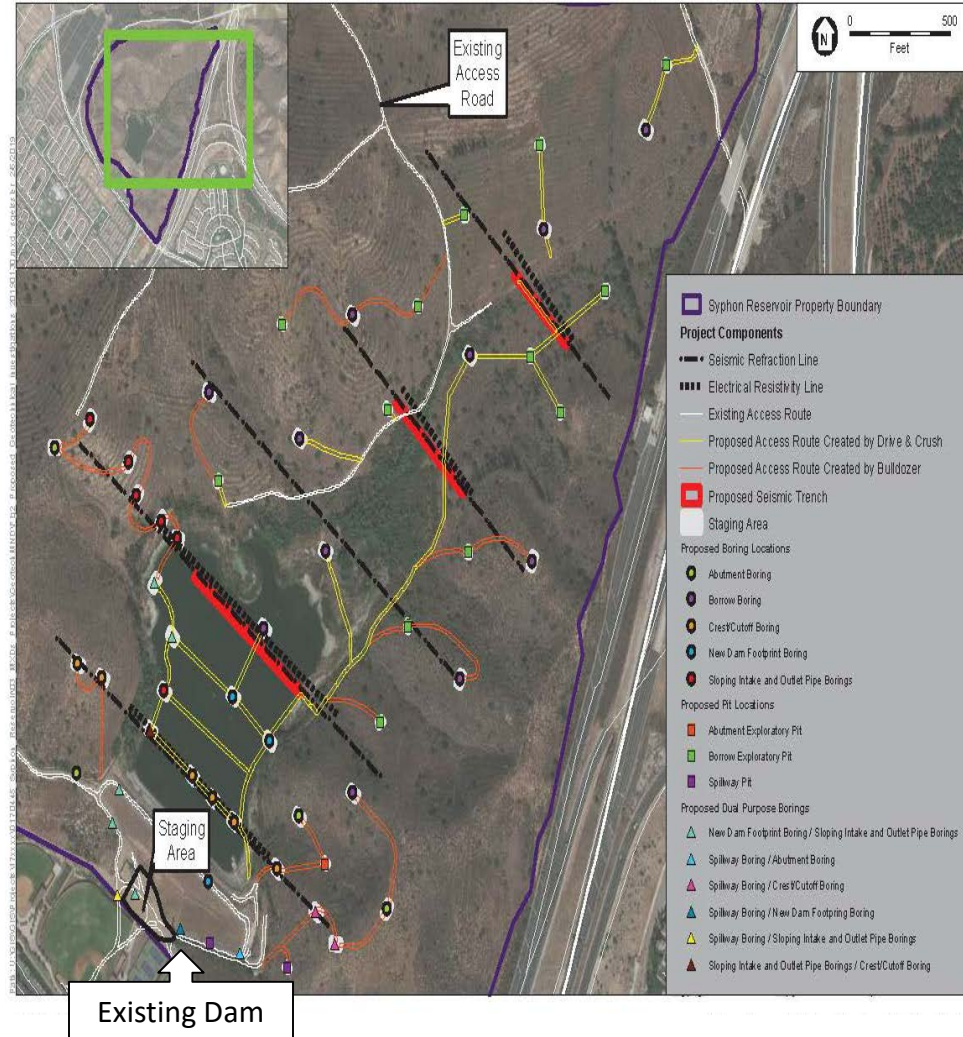 Existing
Access
Road
N
0 500
Feet
Syphon Reservoir Property Boundary
Project Components
Seismic Refraction Line
Electrical Resistivity Line
Existing Access Route
Proposed Access Route Created by Drive & Crush
Proposed Access Route Created by Bulldozer
Proposed Seismic Trench
Staging Area
Proposed Boring Locations
Abutment Boring
Borrow Boring
Crest/Cutoff Boring
New Dam Footprint Boring
Sloping Intake and Outlet Pipe Borings
Proposed Pit Locations
Abutment Exploratory Pit
Borrow Exploratory Pit
Spillway Pit
Proposed Dual Purpose Borings
New Dam Footprint Boring / Sloping Intake and Outlet Pipe Borings
Spillway Boring / Abutment Boring
Spillway Boring / Crest/Cutoff Boring
Spillway Boring / New Dam Footpring Boring
Spillway Boring / Sloping Intake and Outlet Pipe Borings
Sloping Intake and Outlet Pipe Borings / Crest/Cutoff Boring
Staging
Area
Existing Dam